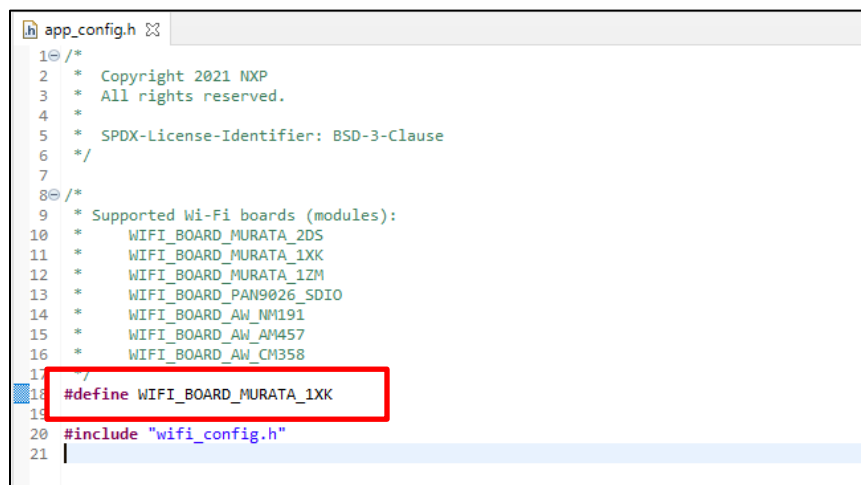 app_config.h
1 /*
2  *  Copyright 2021 NXP
3  *  All rights reserved.
4  *
5  *  SPDX-License-Identifier: BSD-3-Clause
6  */
7
8 /*
9  * Supported Wi-Fi boards (modules):
10  *     WIFI_BOARD_MURATA_2DS
11  *     WIFI_BOARD_MURATA_1XK
12  *     WIFI_BOARD_MURATA_1ZM
13  *     WIFI_BOARD_PAN9026_SDIO
14  *     WIFI_BOARD_AW_NM191
15  *     WIFI_BOARD_AW_AM457
16  *     WIFI_BOARD_AW_CM358
17  */
18 #define WIFI_BOARD_MURATA_1XK
19
20 #include "wifi_config.h"
21